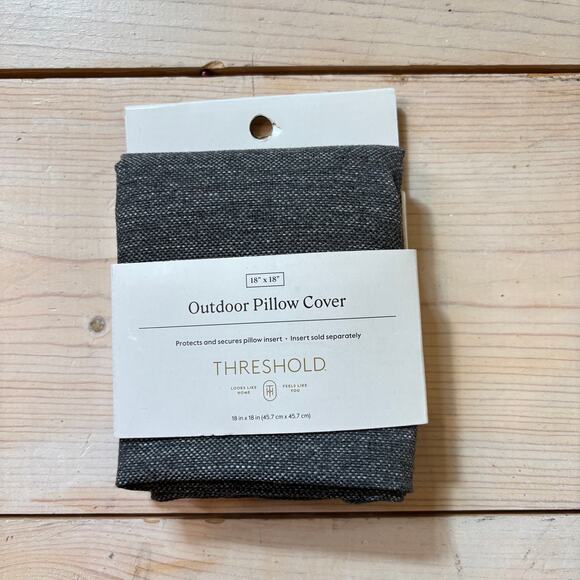 18" x 18"
Outdoor Pillow Cover
Protects and secures pillow insert • Insert sold separately
THRESHOLD™
LOOKS LIKE HOME
FEELS LIKE YOU
18 in x 18 in (45.7 cm x 45.7 cm)